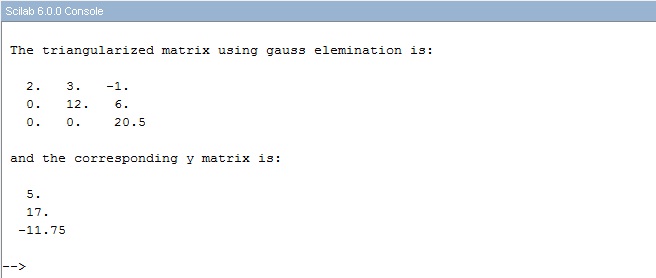 Scilab 6.0.0 Console
The triangularized matrix using gauss elemination is:
2. 3. -1.
0. 12. 6.
0. 0. 20.5
and the corresponding y matrix is:
5.
17.
-11.75
-->